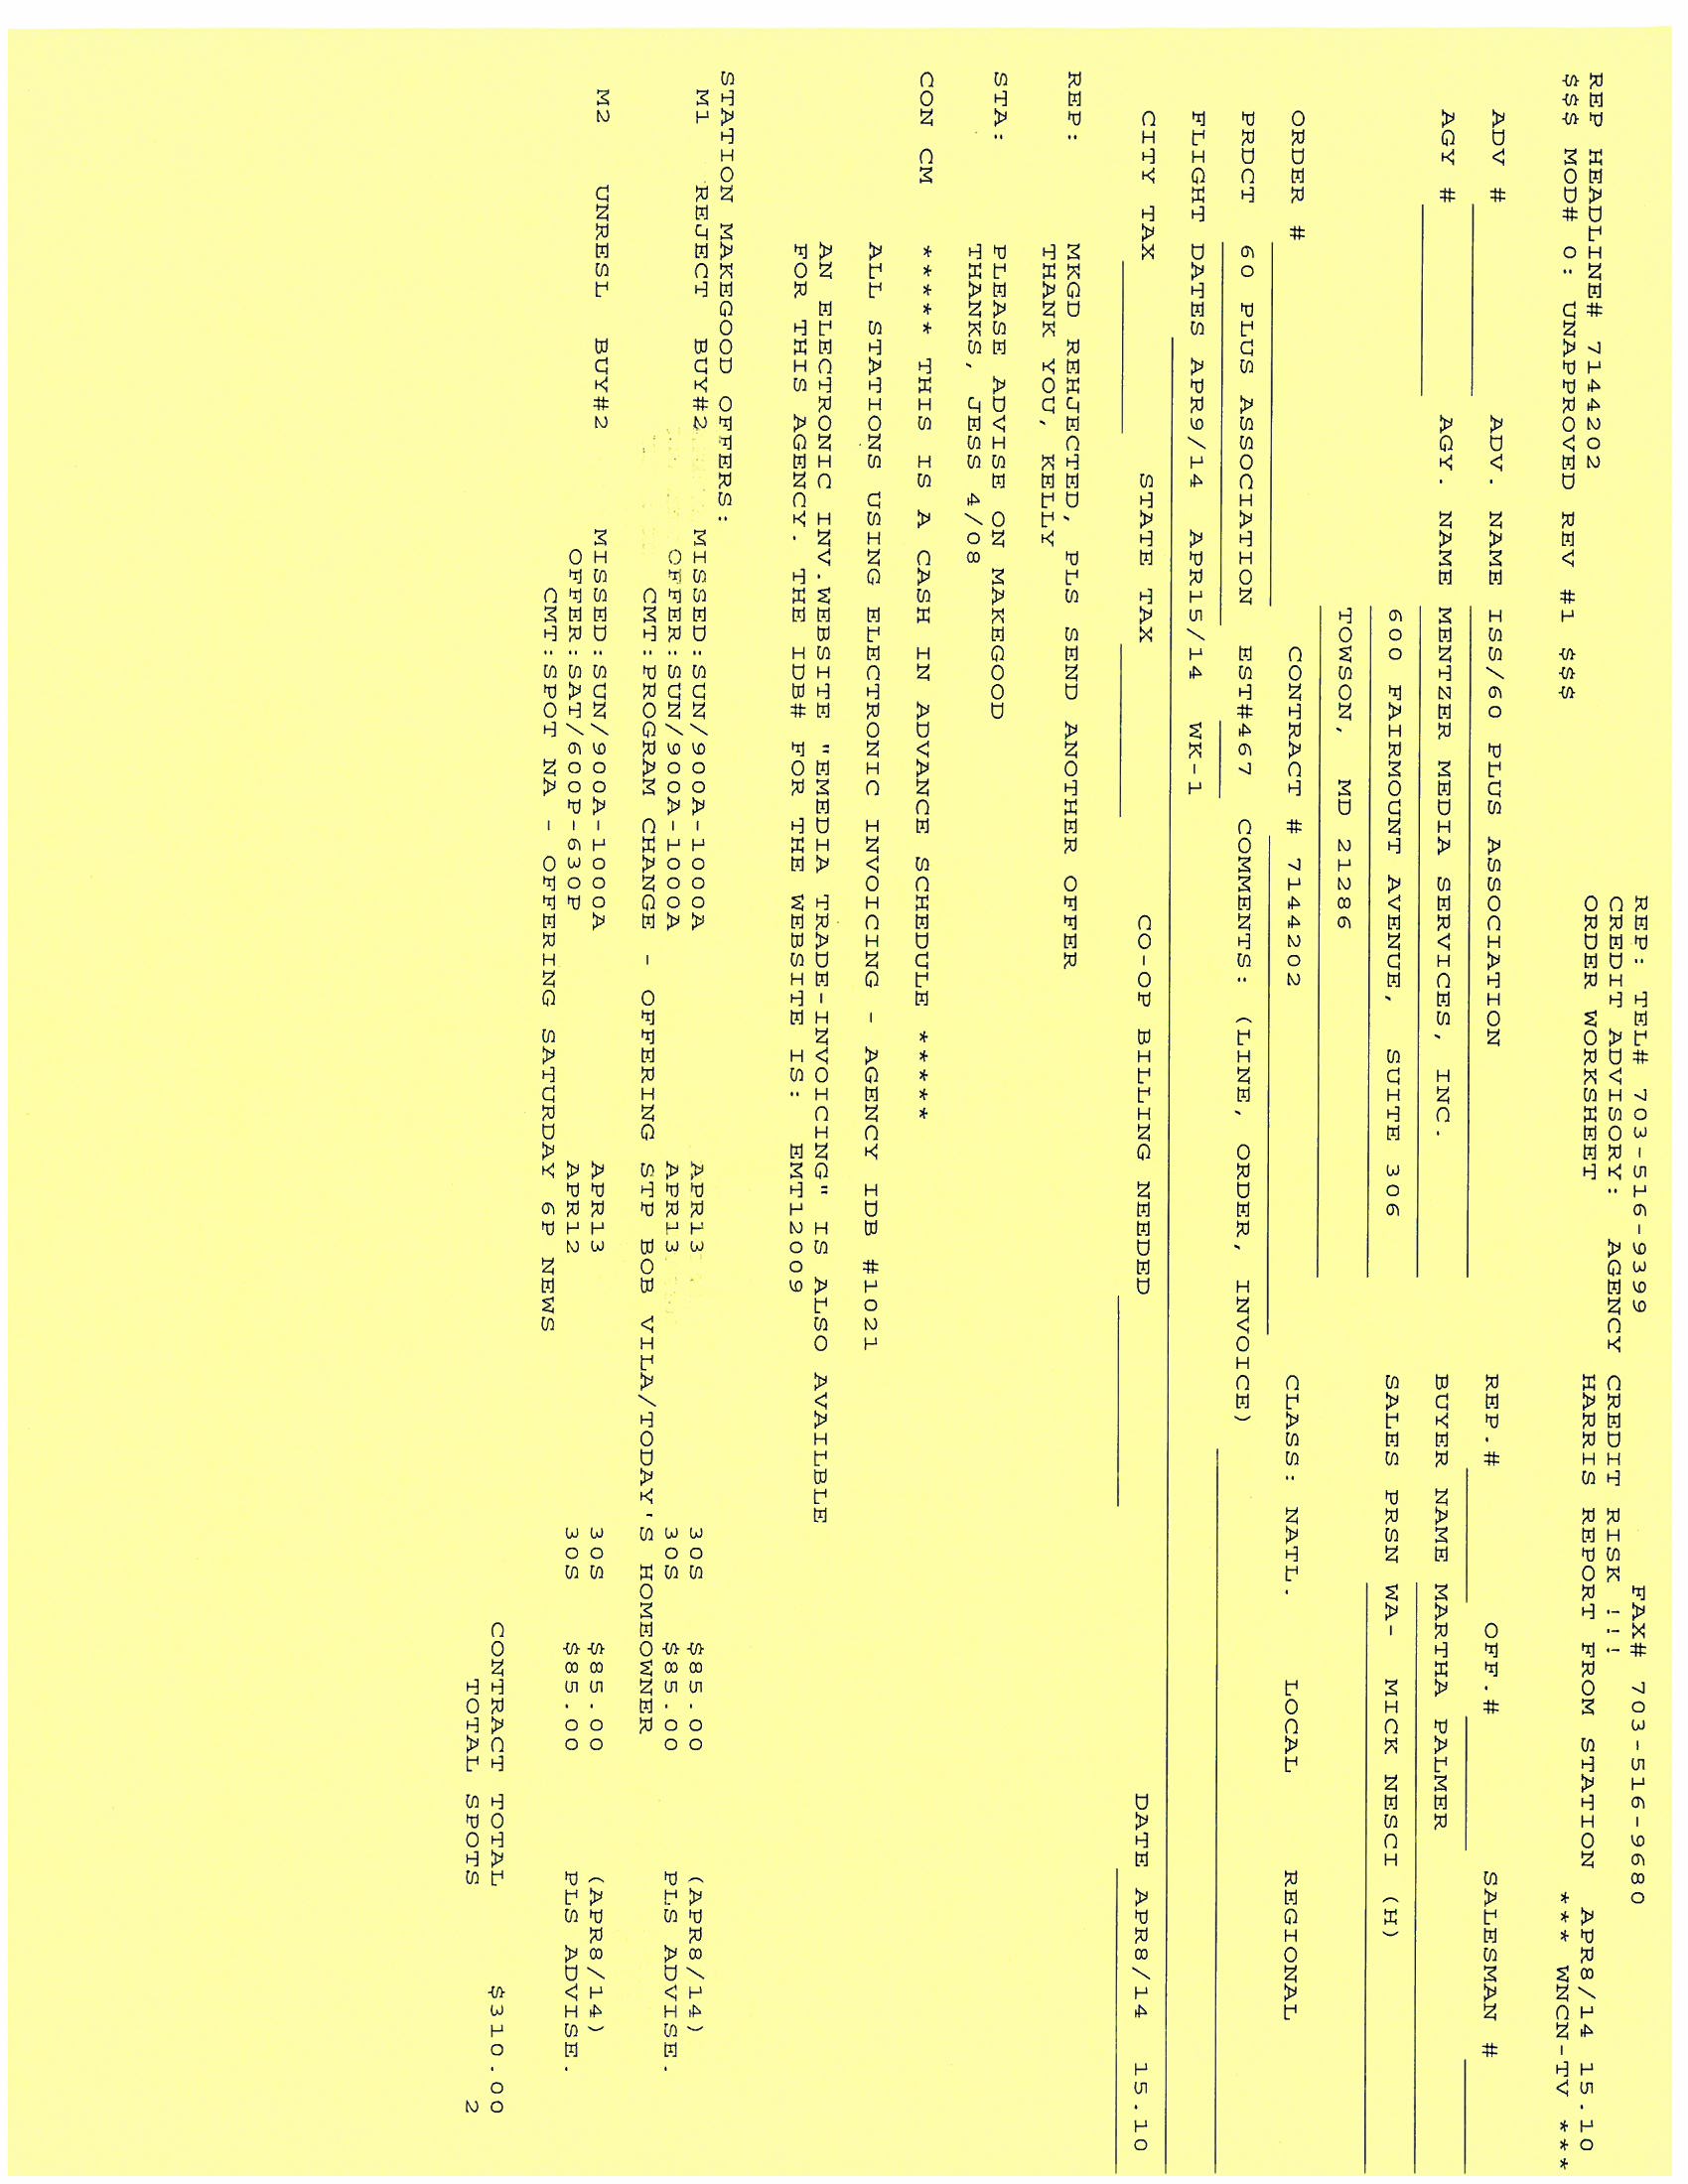 REP: TEL# 703-516-9399 FAX# 703-516-9680
CREDIT ADVISORY: AGENCY CREDIT RISK !!!
REP HEADLINE# 7144202 ORDER WORKSHEET HARRIS REPORT FROM STATION APR8/14 15.10
$$$ MOD# 0: UNAPPROVED REV #1 $$$ *** WNCN-TV ***
ADV # ADV. NAME ISS/60 PLUS ASSOCIATION REP.# OFF.# SALESMAN #
AGY # AGY. NAME MENTZER MEDIA SERVICES, INC. BUYER NAME MARTHA PALMER
600 FAIRMOUNT AVENUE, SUITE 306 SALES PRSN WA- MICK NESCI (H)
TOWSON, MD 21286
ORDER # CONTRACT # 7144202 CLASS: NATL. LOCAL REGIONAL
PRDCT 60 PLUS ASSOCIATION EST#467 COMMENTS: (LINE, ORDER, INVOICE)
FLIGHT DATES APR9/14 APR15/14 WK-1
CITY TAX STATE TAX CO-OP BILLING NEEDED DATE APR8/14 15.10
REP: MKGD REHJECTED, PLS SEND ANOTHER OFFER
THANK YOU, KELLY
STA: PLEASE ADVISE ON MAKEGOOD
THANKS, JESS 4/08
CON CM ***** THIS IS A CASH IN ADVANCE SCHEDULE *****
ALL STATIONS USING ELECTRONIC INVOICING - AGENCY IDB #1021
AN ELECTRONIC INV.WEBSITE "EMEDIA TRADE-INVOICING" IS ALSO AVAILBLE
FOR THIS AGENCY. THE IDB# FOR THE WEBSITE IS: EMT12009
STATION MAKEGOOD OFFERS:
M1 REJECT BUY#2 MISSED:SUN/900A-1000A APR13 30S $85.00 (APR8/14)
OFFER:SUN/900A-1000A APR13 30S $85.00 PLS ADVISE.
CMT:PROGRAM CHANGE - OFFERING STP BOB VILA/TODAY'S HOMEOWNER
M2 UNRESL BUY#2 MISSED:SUN/900A-1000A APR13 30S $85.00 (APR8/14)
OFFER:SAT/600P-630P APR12 30S $85.00 PLS ADVISE.
CMT:SPOT NA - OFFERING SATURDAY 6P NEWS
CONTRACT TOTAL $310.00
TOTAL SPOTS 2